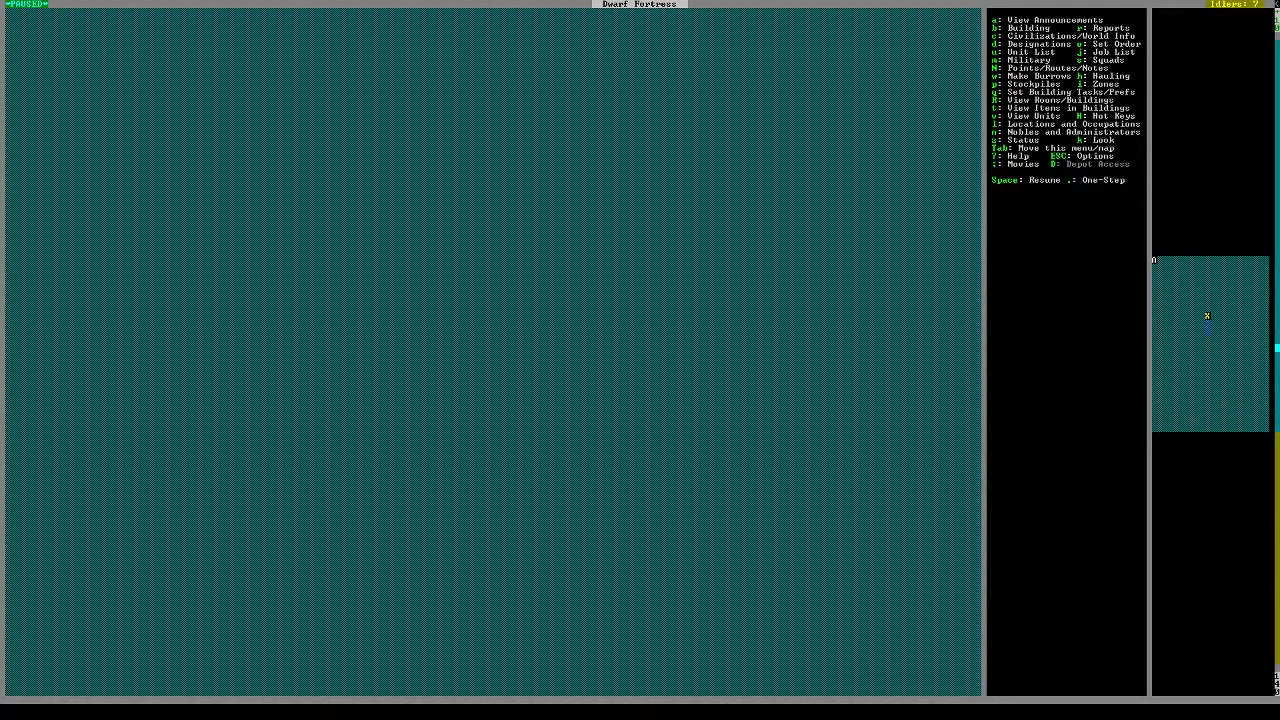 *PAUSED*
Dwarf Fortress
Idlers: 7
a: View Announcements
b: Building r: Reports
c: Civilizations/World Info
d: Designations o: Set Order
u: Unit List j: Job List
m: Military s: Squads
N: Points/Routes/Notes
w: Make Burrows h: Hauling
p: Stockpiles i: Zones
q: Set Building Tasks/Prefs
R: View Rooms/Buildings
t: View Items in Buildings
v: View Units H: Hot Keys
l: Locations and Occupations
n: Nobles and Administrators
z: Status k: Look
Tab: Move this menu/map
?: Help ESC: Options
;: Movies D: Depot Access
Space: Resume .: One-Step
X